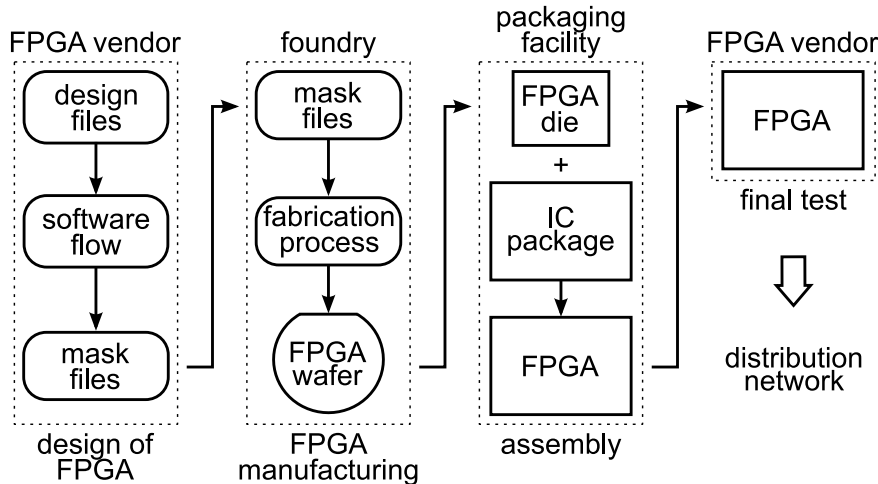 FPGA vendor
design
files
software
flow
mask
files
design of
FPGA
foundry
mask
files
fabrication
process
FPGA
wafer
FPGA
manufacturing
packaging
facility
FPGA
die
+
IC
package
FPGA
assembly
FPGA vendor
FPGA
final test
distribution
network